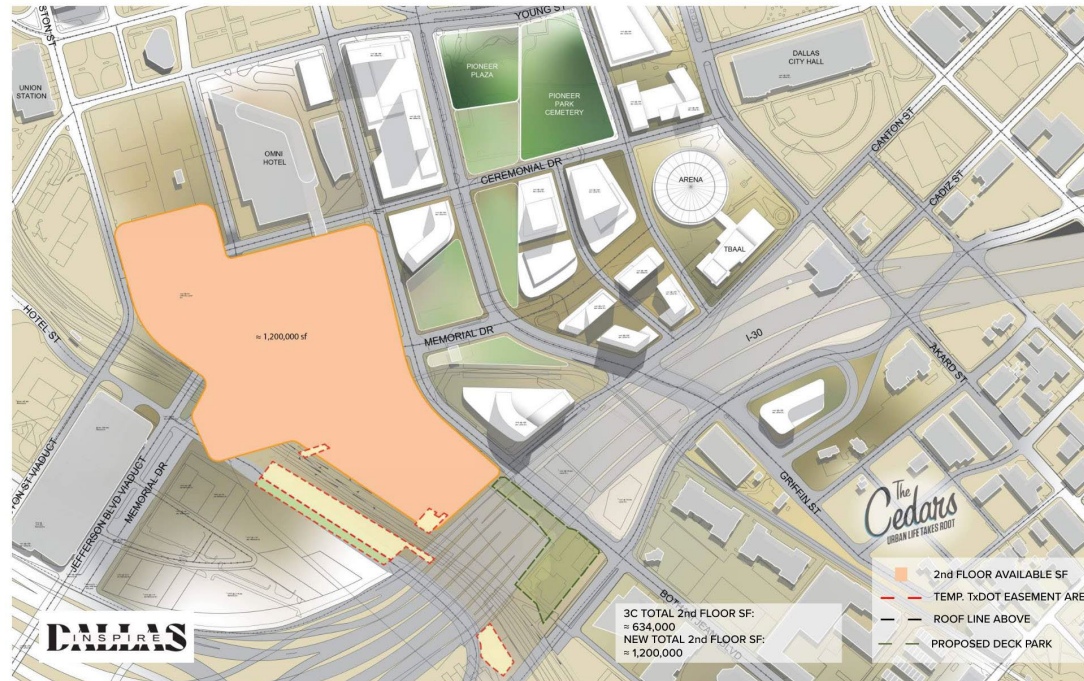 YOUNG ST
UNION
STATION
PIONEER
PLAZA
PIONEER
PARK
CEMETERY
DALLAS
CITY HALL
OMNI
HOTEL
CANTON ST
CADIZ ST
CEREMONIAL DR
ARENA
TBAAL
HOTEL ST
≈ 1,200,000 sf
MEMORIAL DR
I-30
AKARD ST
ON ST VIADUCT
JEFFERSON BLVD VIADUCT
MEMORIAL DR
GRIFFIN ST
The
Cedars
URBAN LIFE TAKES ROOT
2nd FLOOR AVAILABLE SF
TEMP. TxDOT EASEMENT ARE
ROOF LINE ABOVE
PROPOSED DECK PARK
3C TOTAL 2nd FLOOR SF:
≈ 634,000
NEW TOTAL 2nd FLOOR SF:
≈ 1,200,000
DALLAS
INSPIRE